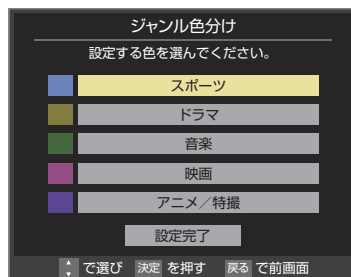 ジャンル色分け
設定する色を選んでください。
スポーツ
ドラマ
音楽
映画
アニメ／特撮
設定完了
で選び 決定 を押す 戻る で前画面